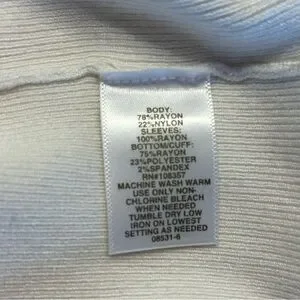 BODY:
78%RAYON
22%NYLON
SLEEVES:
100%RAYON
BOTTOM/CUFF:
75%RAYON
23%POLYESTER
2%SPANDEX
RN#108357
MACHINE WASH WARM
USE ONLY NON-
CHLORINE BLEACH
WHEN NEEDED
TUMBLE DRY LOW
IRON ON LOWEST
SETTING AS NEEDED
08531-6